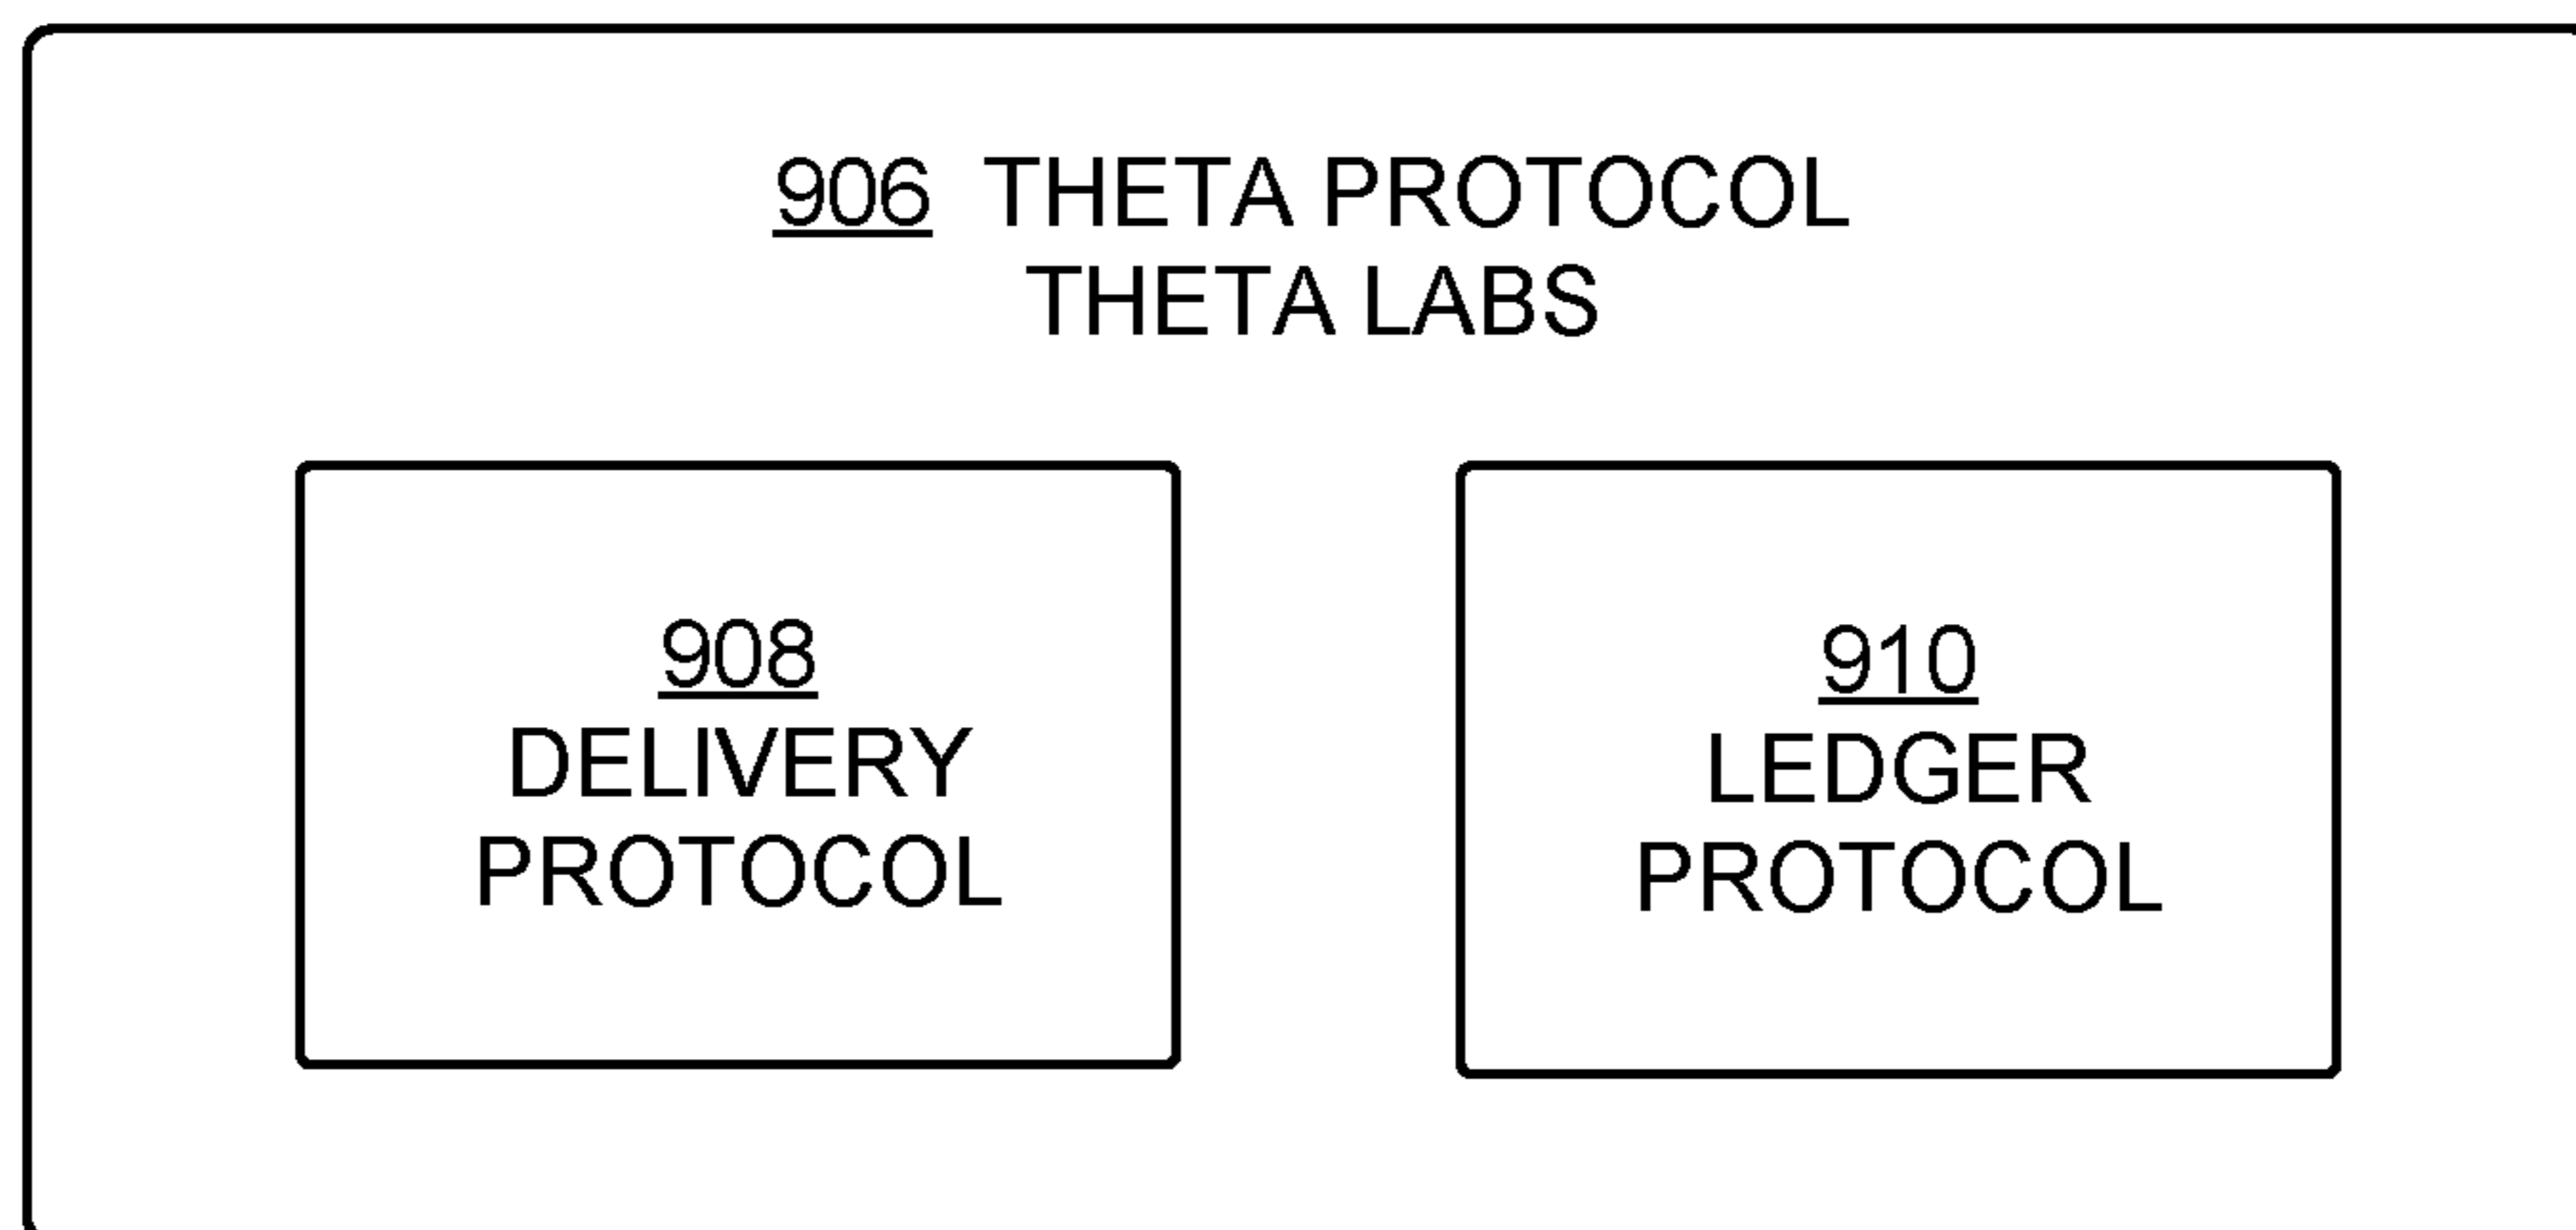 906 THETA PROTOCOL
THETA LABS
908
DELIVERY
PROTOCOL
910
LEDGER
PROTOCOL